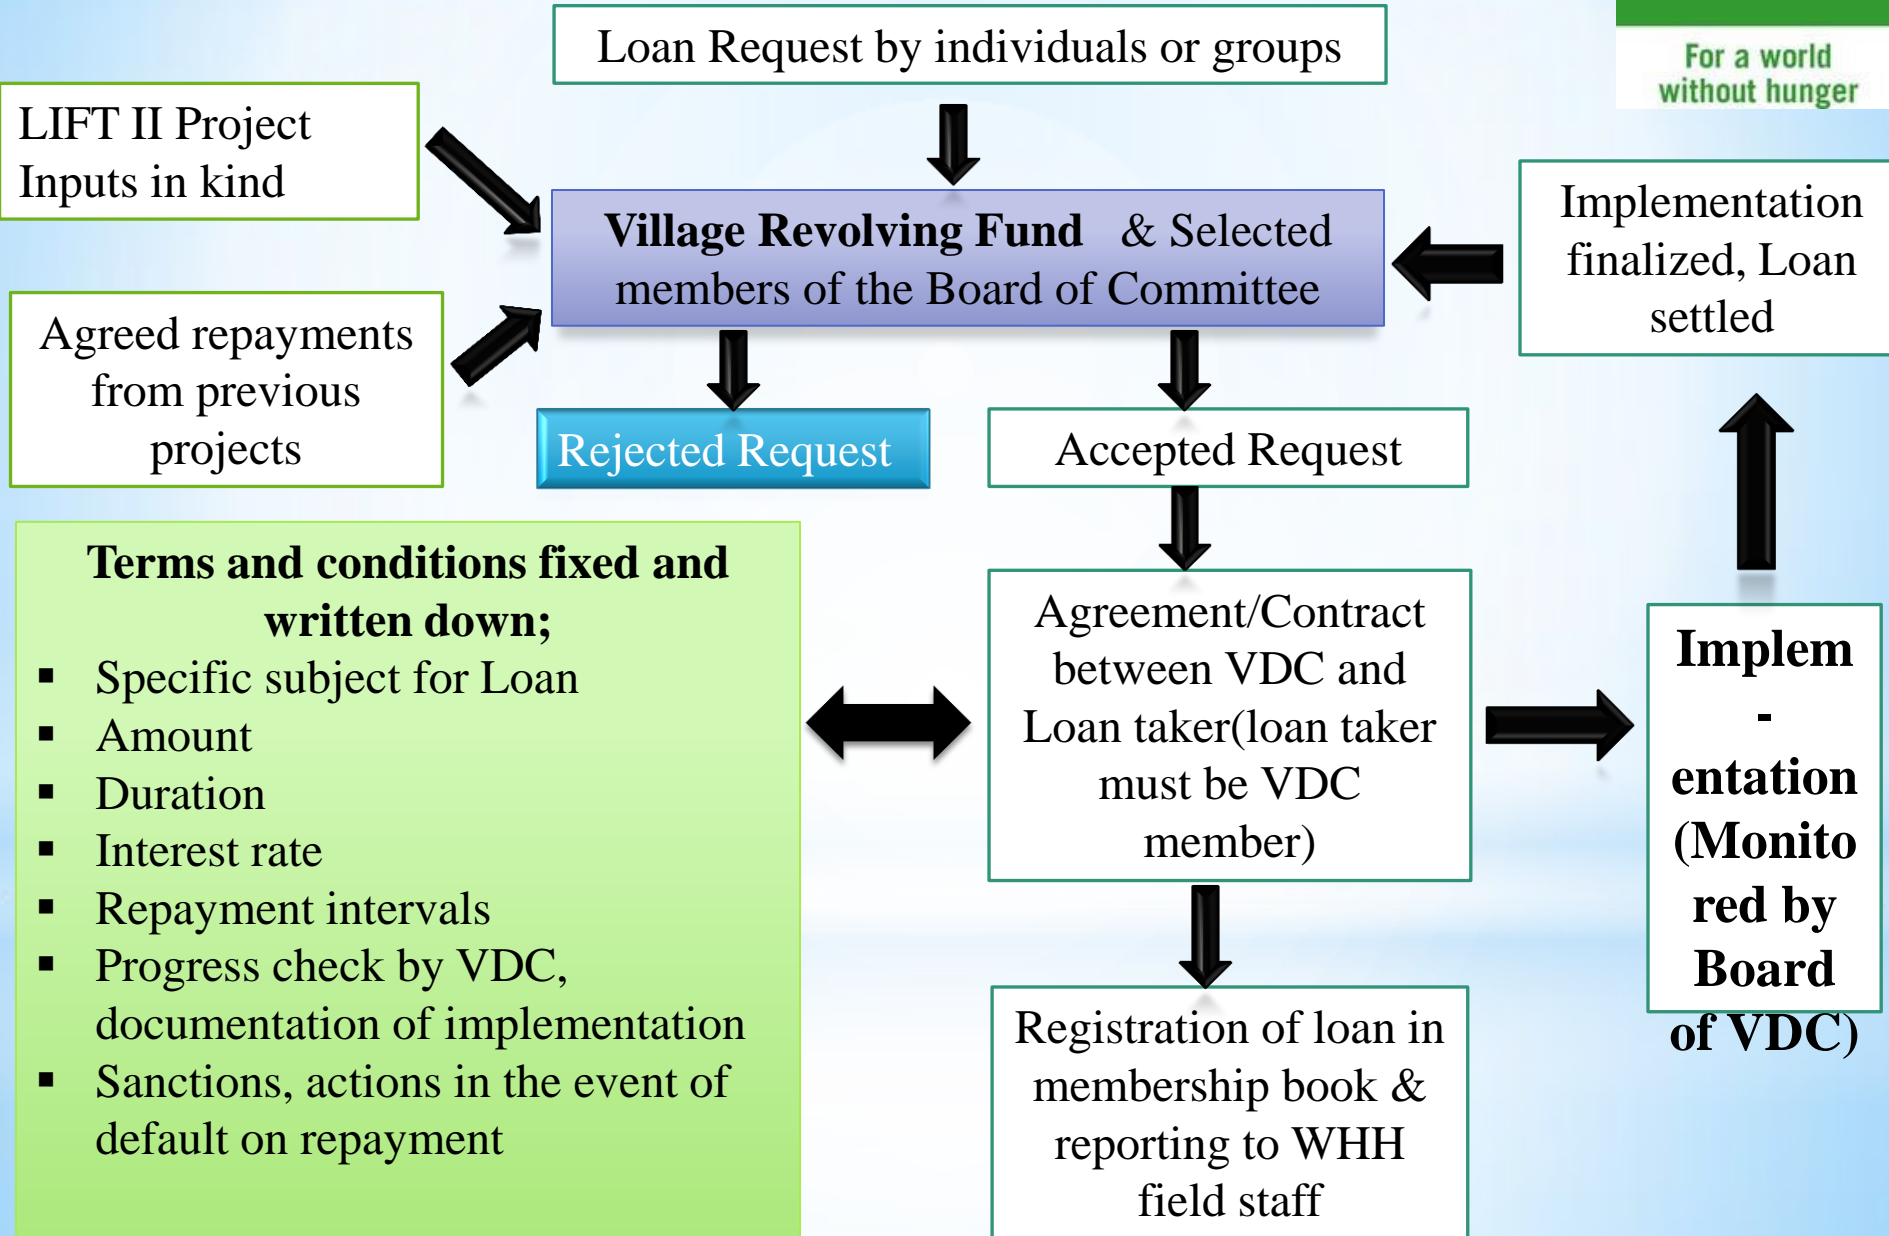 Loan Request by individuals or groups
For a world
without hunger
LIFT II Project
Inputs in kind
Village Revolving Fund & Selected
members of the Board of Committee
Implementation
finalized, Loan
settled
Agreed repayments
from previous
projects
Rejected Request
Accepted Request
Terms and conditions fixed and
written down;
▪ Specific subject for Loan
▪ Amount
▪ Duration
▪ Interest rate
▪ Repayment intervals
▪ Progress check by VDC,
documentation of implementation
▪ Sanctions, actions in the event of
default on repayment
Agreement/Contract
between VDC and
Loan taker(loan taker
must be VDC
member)
Implem
-
entation
(Monito
red by
Board
of VDC)
Registration of loan in
membership book &
reporting to WHH
field staff